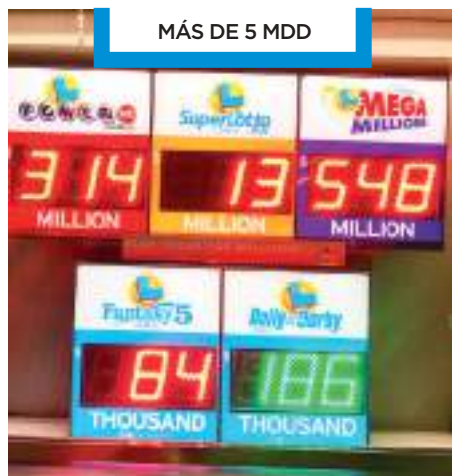 MÁS DE 5 MDD
POWERBALL
SuperLotto
MEGA
MILLIONS
314
13
548
MILLION
MILLION
MILLION
Fantasy 5
Daily Derby
84
186
THOUSAND
THOUSAND